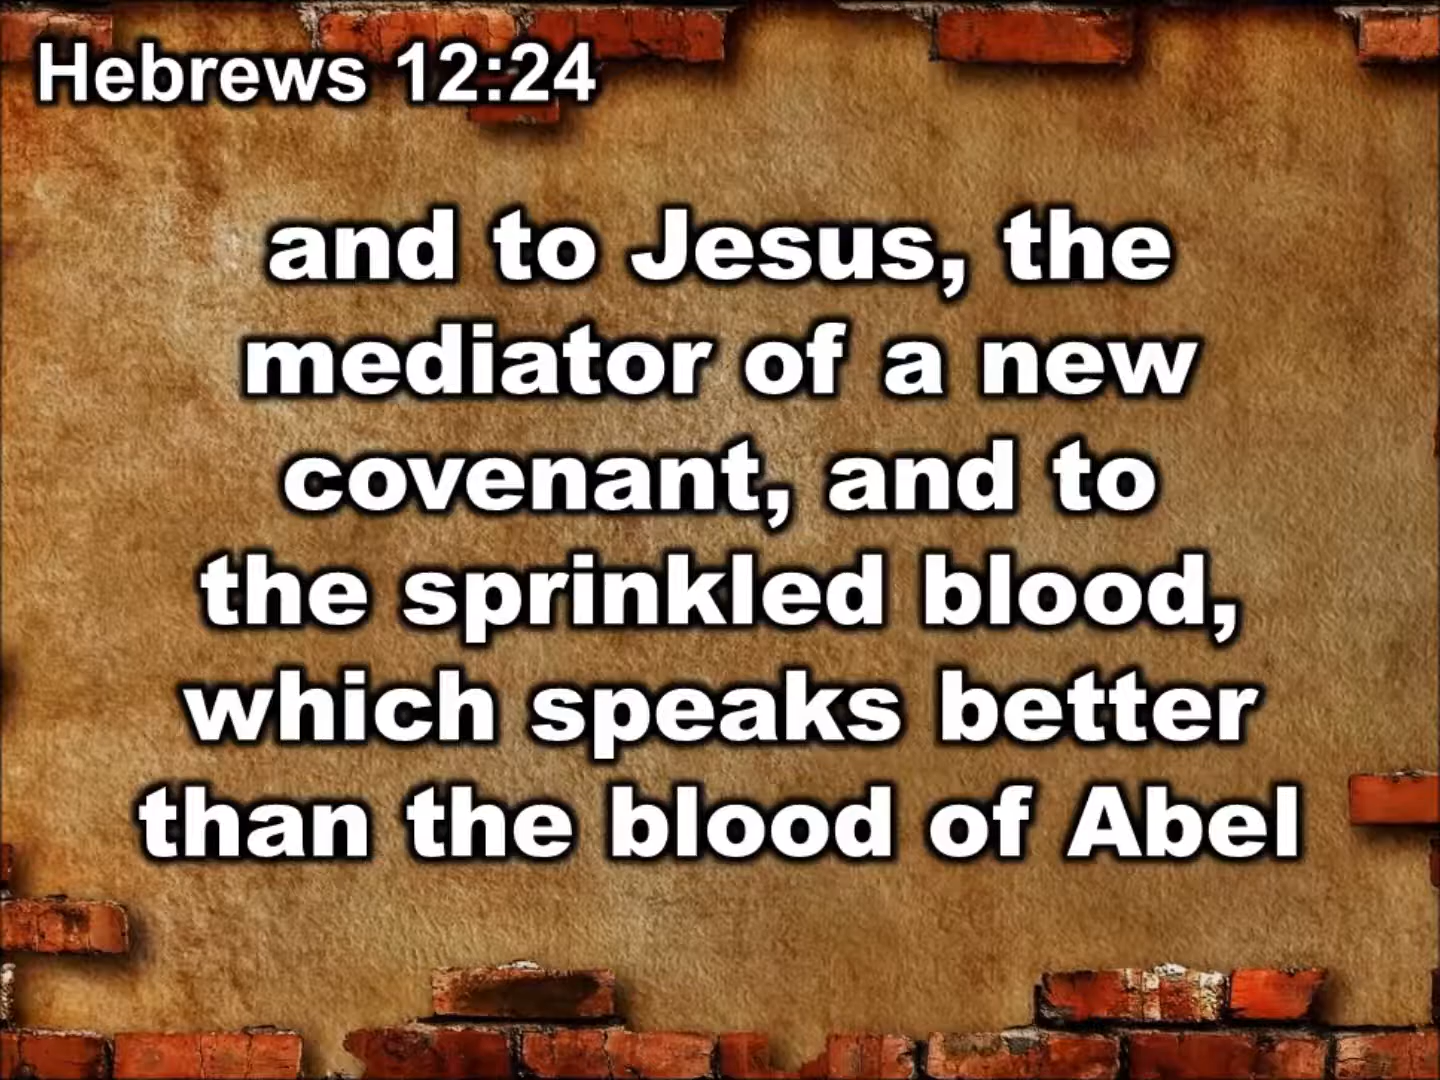 Hebrews 12:24
and to Jesus, the
mediator of a new
covenant, and to
the sprinkled blood,
which speaks better
than the blood of Abel